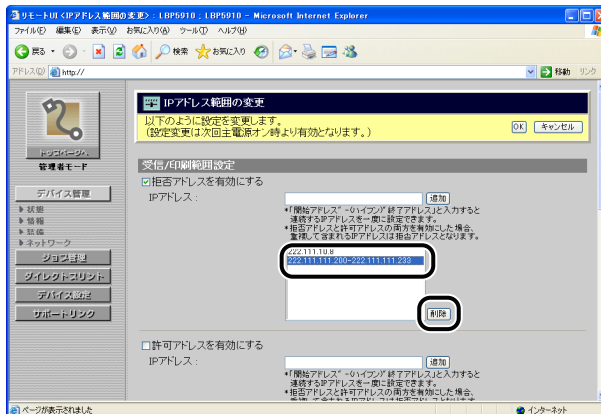 リモートUI <IPアドレス範囲の変更> : LBP5910 ; LBP5910 - Microsoft Internet Explorer
ファイル(F) 編集(E) 表示(V) お気に入り(A) ツール(T) ヘルプ(H)
戻る 検索 お気に入り
アドレス(D) http:// 移動 リンク
IPアドレス範囲の変更
以下のように設定を変更します。
(設定変更は次回主電源オン時より有効となります。)
OK キャンセル
トップページへ
管理者モード
デバイス管理
状態
情報
ネットワーク
ジョブ管理
ダイレクトプリント
デバイス設定
サポートリンク
受信/印刷範囲設定
拒否アドレスを有効にする
IPアドレス : 追加
*「開始アドレス"-(ハイフン)"終了アドレス」と入力すると
連続するIPアドレスを一度に設定できます。
*拒否アドレスと許可アドレスの両方を有効にした場合、
重複して含まれるIPアドレスは拒否アドレスとなります。
222.111.10.8
222.111.111.200-222.111.111.233
削除
許可アドレスを有効にする
IPアドレス : 追加
*「開始アドレス"-(ハイフン)"終了アドレス」と入力すると
連続するIPアドレスを一度に設定できます。
*拒否アドレスと許可アドレスの両方を有効にした場合、
ページが表示されました インターネット